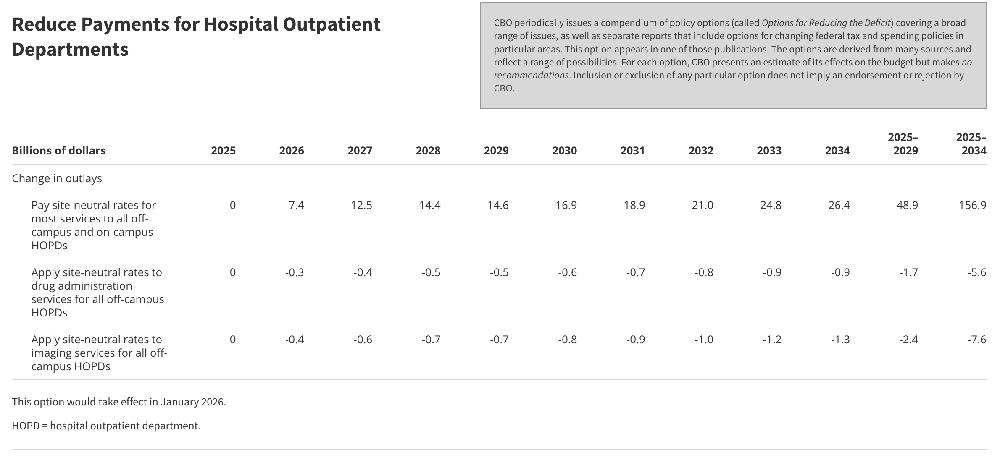 Reduce Payments for Hospital Outpatient
Departments
CBO periodically issues a compendium of policy options (called Options for Reducing the Deficit) covering a broad
range of issues, as well as separate reports that include options for changing federal tax and spending policies in
particular areas. This option appears in one of those publications. The options are derived from many sources and
reflect a range of possibilities. For each option, CBO presents an estimate of its effects on the budget but makes no
recommendations. Inclusion or exclusion of any particular option does not imply an endorsement or rejection by
CBO.
2025– 2025–
Billions of dollars 2025 2026 2027 2028 2029 2030 2031 2032 2033 2034 2029 2034
Change in outlays
Pay site-neutral rates for 0 -7.4 -12.5 -14.4 -14.6 -16.9 -18.9 -21.0 -24.8 -26.4 -48.9 -156.9
most services to all off-
campus and on-campus
HOPDs
Apply site-neutral rates to 0 -0.3 -0.4 -0.5 -0.5 -0.6 -0.7 -0.8 -0.9 -0.9 -1.7 -5.6
drug administration
services for all off-campus
HOPDs
Apply site-neutral rates to 0 -0.4 -0.6 -0.7 -0.7 -0.8 -0.9 -1.0 -1.2 -1.3 -2.4 -7.6
imaging services for all off-
campus HOPDs
This option would take effect in January 2026.
HOPD = hospital outpatient department.